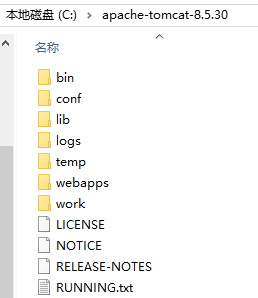 本地磁盘 (C:) › apache-tomcat-8.5.30
名称
bin
conf
lib
logs
temp
webapps
work
LICENSE
NOTICE
RELEASE-NOTES
RUNNING.txt